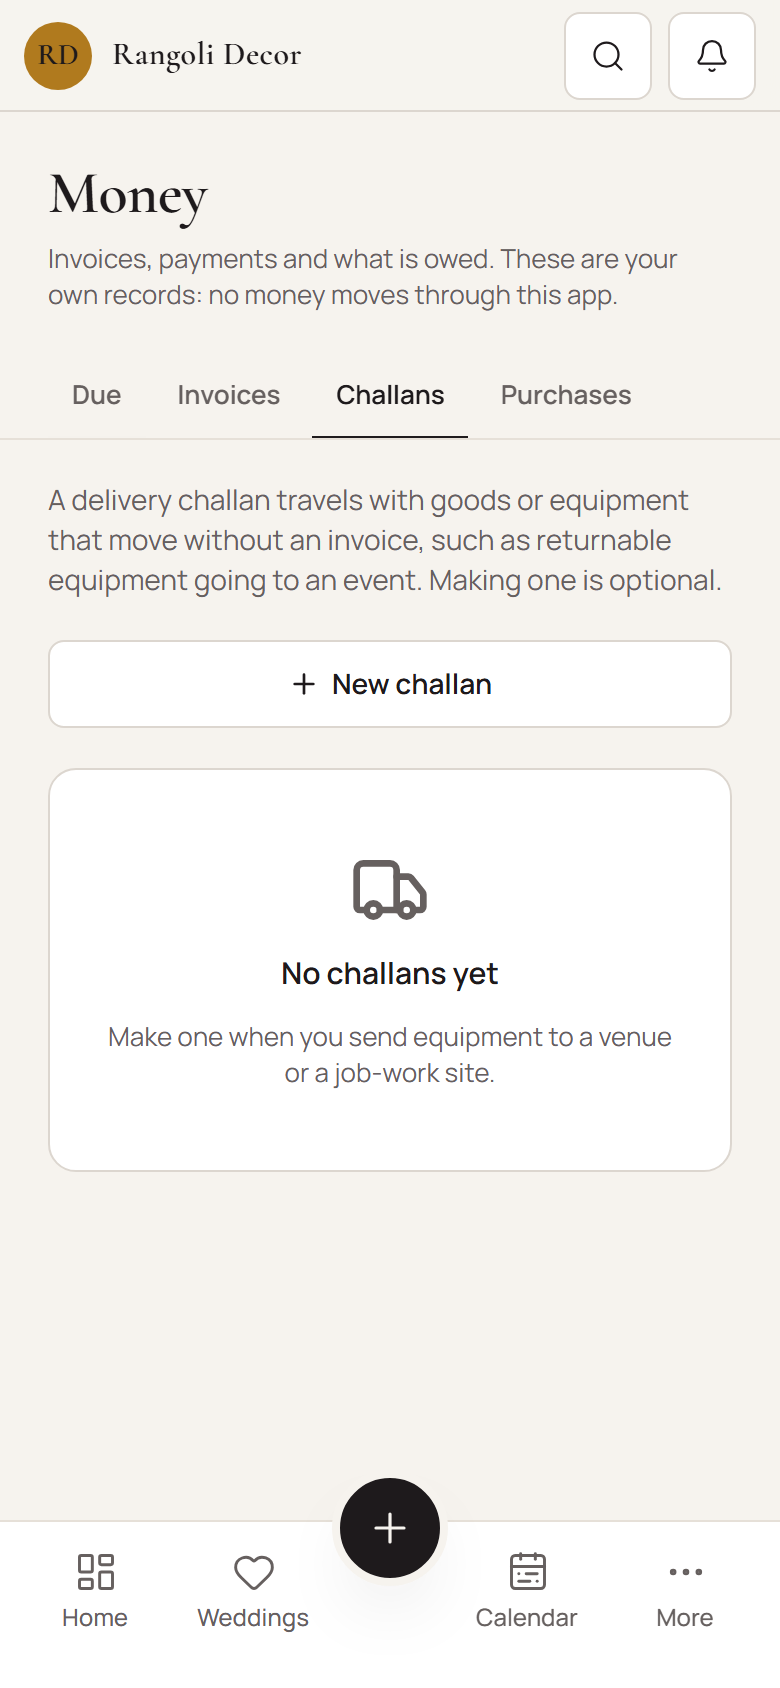 RD
Rangoli Decor
Money
Invoices, payments and what is owed. These are your
own records: no money moves through this app.
Due
Invoices
Challans
Purchases
A delivery challan travels with goods or equipment
that move without an invoice, such as returnable
equipment going to an event. Making one is optional.
New challan
No challans yet
Make one when you send equipment to a venue
or a job-work site.
Home
Weddings
Calendar
More